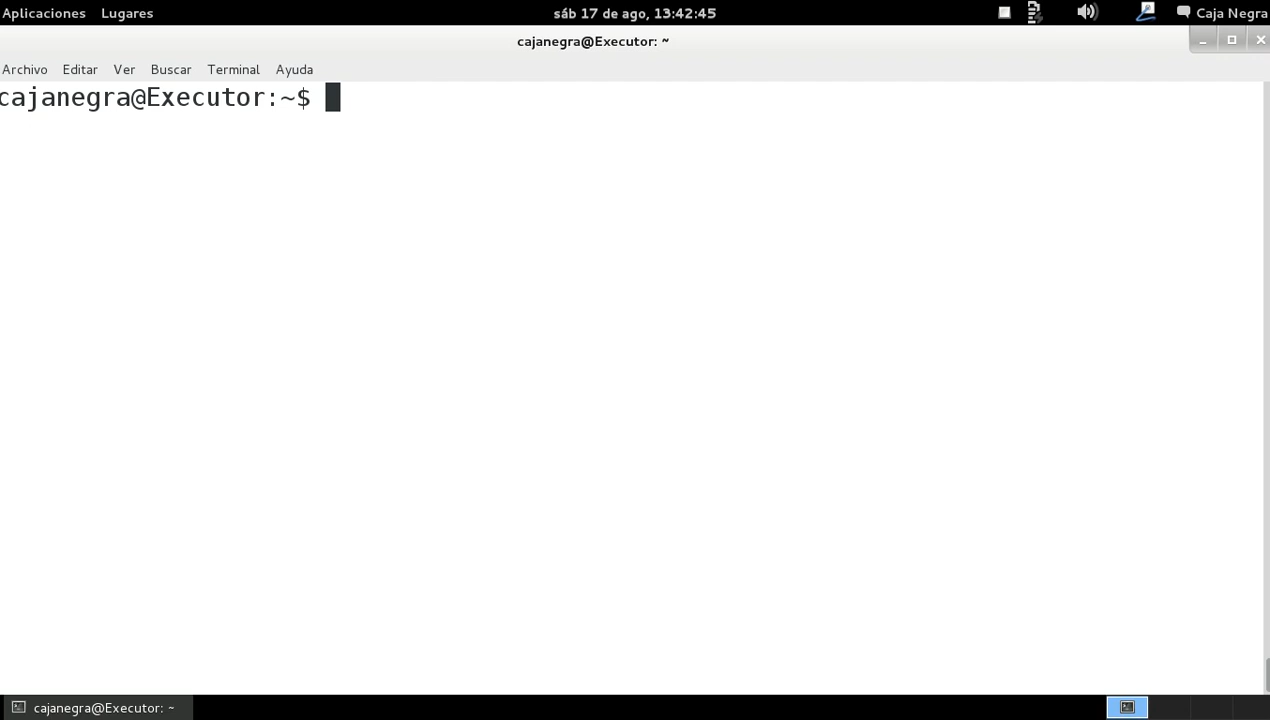 Aplicaciones Lugares sáb 17 de ago, 13:42:45 Caja Negra
cajanegra@Executor: ~
Archivo Editar Ver Buscar Terminal Ayuda
cajanegra@Executor:~$
cajanegra@Executor: ~